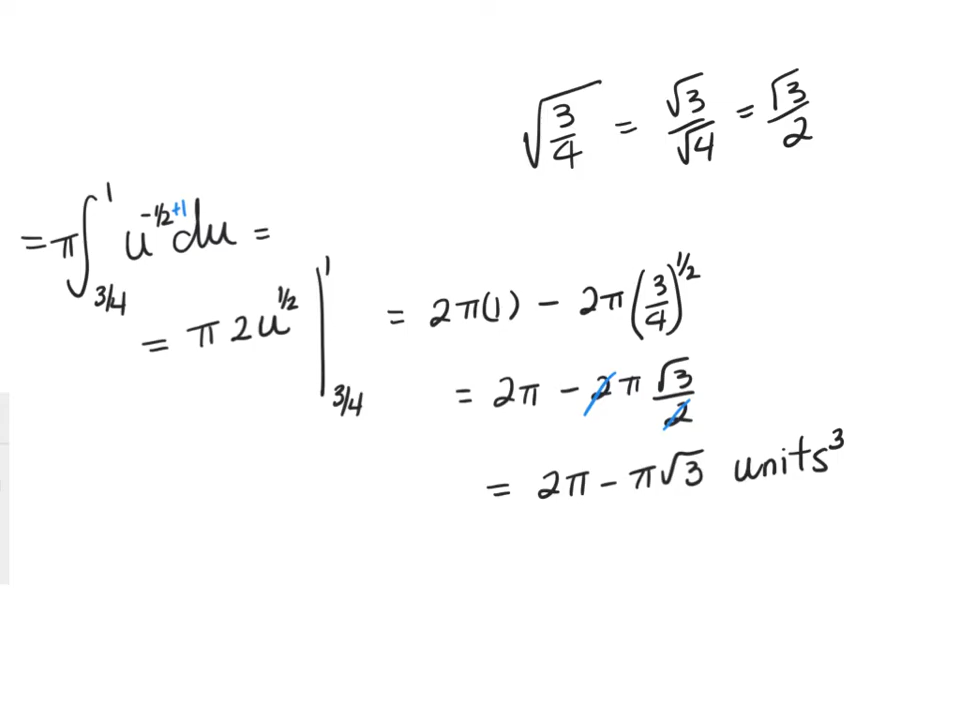 √(3/4) = √3/√4 = √3/2
= π ∫_{3/4}^{1} u^{-1/2 +1} du =
= π 2u^{1/2} |_{3/4}^{1} = 2π(1) − 2π(3/4)^{1/2}
= 2π − 2π √3/2
= 2π − π√3 units³